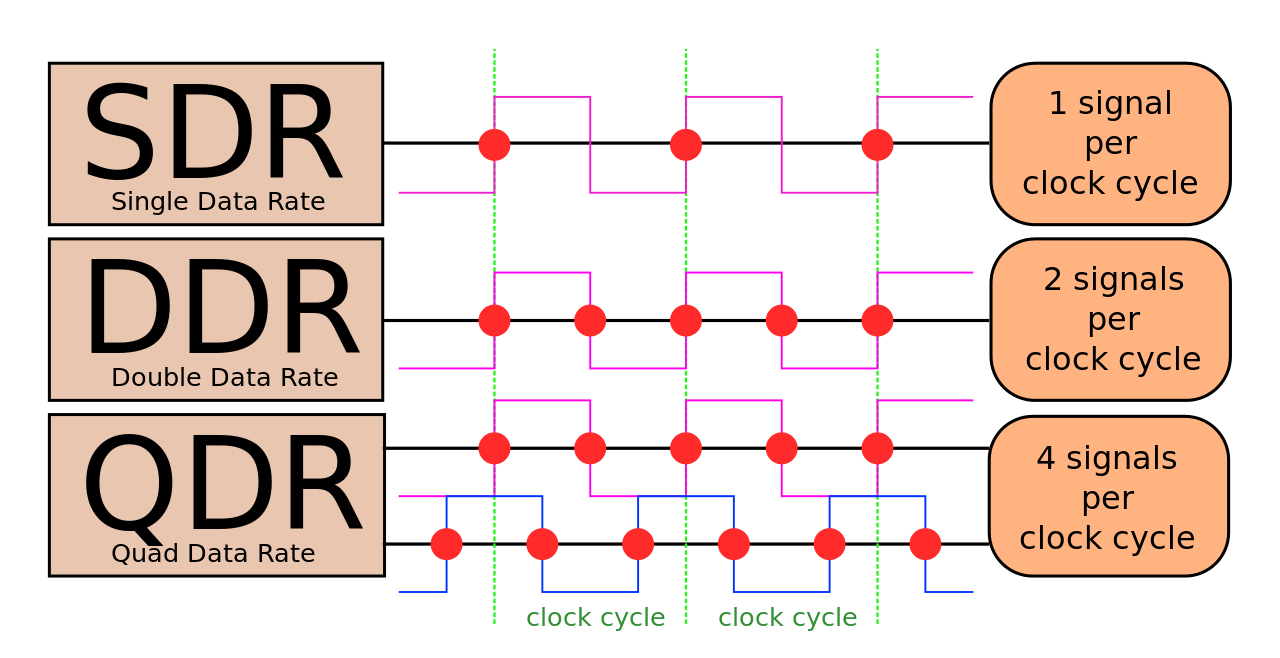 SDR
Single Data Rate
1 signal
per
clock cycle
DDR
Double Data Rate
2 signals
per
clock cycle
QDR
Quad Data Rate
4 signals
per
clock cycle
clock cycle
clock cycle